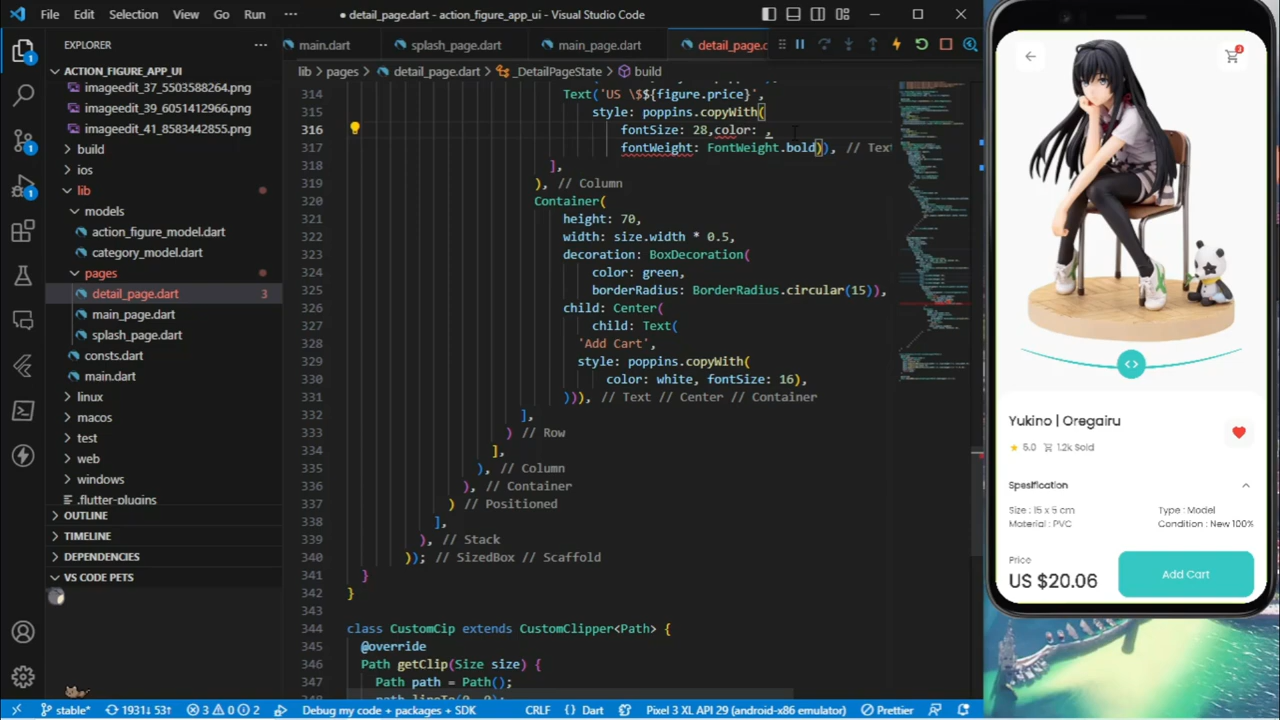 File Edit Selection View Go Run ···
● detail_page.dart - action_figure_app_ui - Visual Studio Code
EXPLORER ···
main.dart splash_page.dart main_page.dart detail_page.d
lib > pages > detail_page.dart > _DetailPageState > build
ACTION_FIGURE_APP_UI
imageedit_37_5503588264.png
imageedit_39_6051412966.png
imageedit_41_8583442855.png
build
ios
lib
models
action_figure_model.dart
category_model.dart
pages
detail_page.dart 3
main_page.dart
splash_page.dart
consts.dart
main.dart
linux
macos
test
web
windows
.flutter-plugins
OUTLINE
TIMELINE
DEPENDENCIES
VS CODE PETS
1
1
1
314 Text('US \$${figure.price}',
315 style: poppins.copyWith(
316 fontSize: 28,color: ,
317 fontWeight: FontWeight.bold)), // Text
318 ],
319 ), // Column
320 Container(
321 height: 70,
322 width: size.width * 0.5,
323 decoration: BoxDecoration(
324 color: green,
325 borderRadius: BorderRadius.circular(15)),
326 child: Center(
327 child: Text(
328 'Add Cart',
329 style: poppins.copyWith(
330 color: white, fontSize: 16),
331 ))), // Text // Center // Container
332 ],
333 ) // Row
334 ],
335 ), // Column
336 ), // Container
337 ) // Positioned
338 ],
339 ), // Stack
340 )); // SizedBox // Scaffold
341 }
342 }
343
344 class CustomCip extends CustomClipper<Path> {
345 @override
346 Path getClip(Size size) {
347 Path path = Path();
348 path.lineTo(0, 0);
Yukino | Oregairu
5.0 1.2k Sold
Spesification
Size : 15 x 5 cm Type : Model
Material : PVC Condition : New 100%
Price
US $20.06 Add Cart
stable* 1931↓ 53↑ 3 0 2 Debug my code + packages + SDK CRLF {} Dart Pixel 3 XL API 29 (android-x86 emulator) Prettier